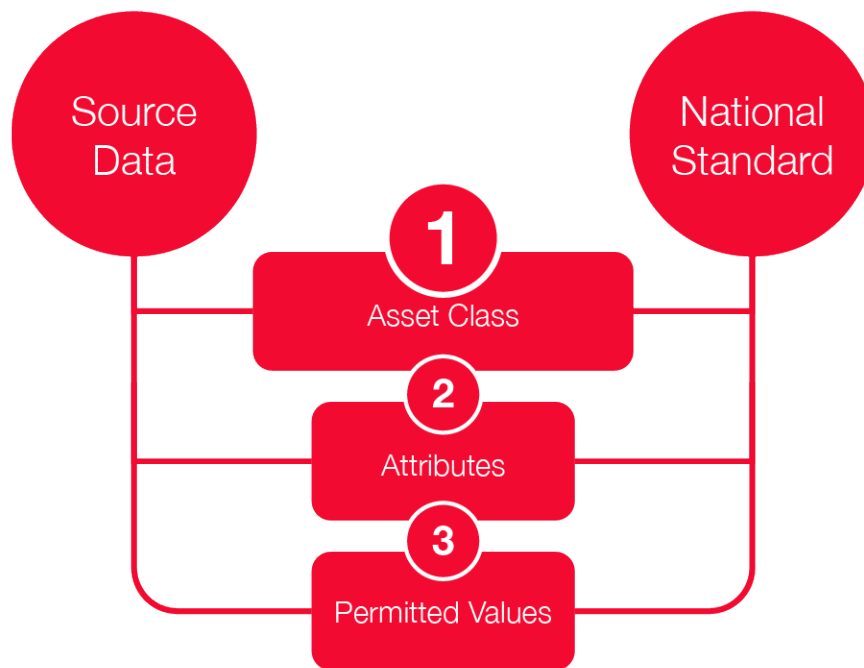 Source
Data
National
Standard
1
Asset Class
2
Attributes
3
Permitted Values